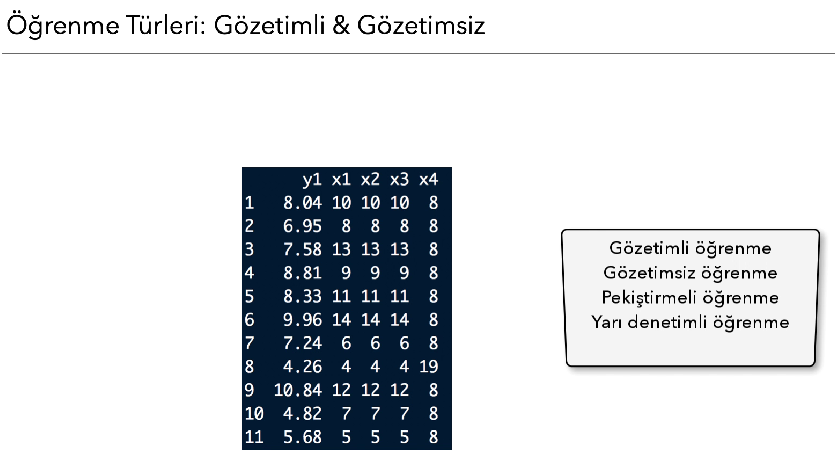 Öğrenme Türleri: Gözetimli & Gözetimsiz
y1 x1 x2 x3 x4
1 8.04 10 10 10 8
2 6.95 8 8 8 8
3 7.58 13 13 13 8
4 8.81 9 9 9 8
5 8.33 11 11 11 8
6 9.96 14 14 14 8
7 7.24 6 6 6 8
8 4.26 4 4 4 19
9 10.84 12 12 12 8
10 4.82 7 7 7 8
11 5.68 5 5 5 8
Gözetimli öğrenme
Gözetimsiz öğrenme
Pekiştirmeli öğrenme
Yarı denetimli öğrenme